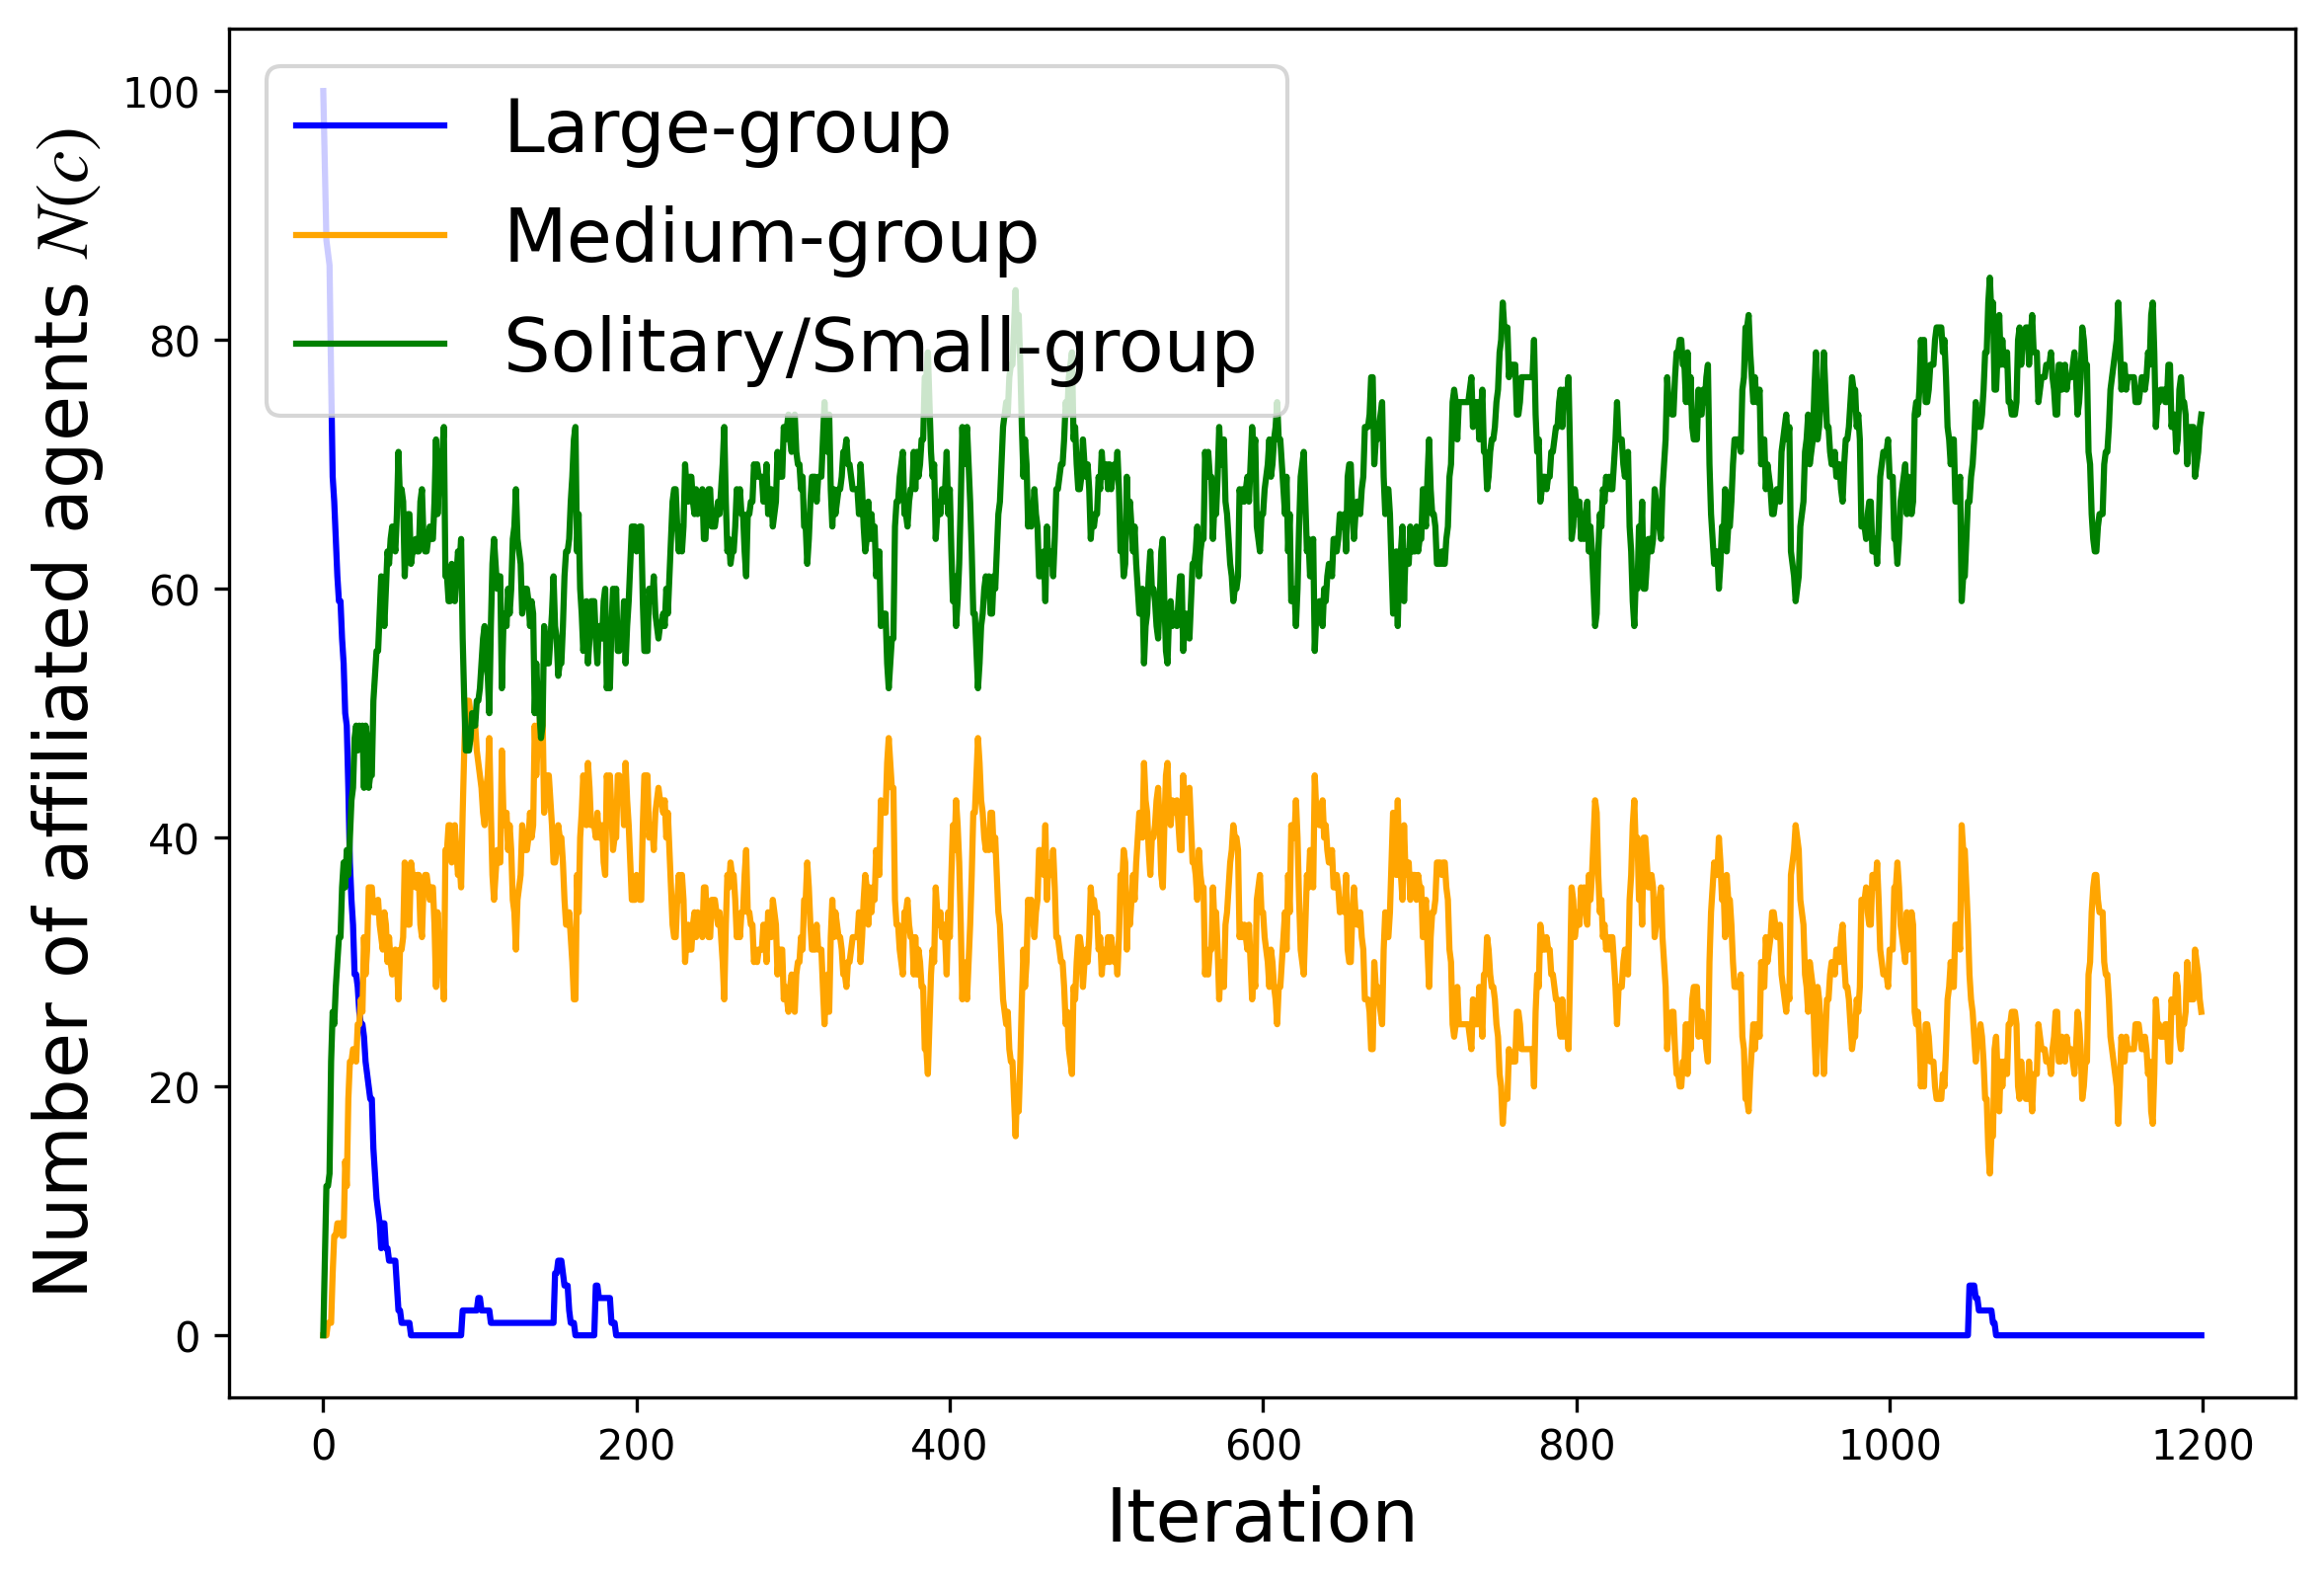 Number of affiliated agents N(c)
100
80
60
40
20
0
Large-group
Medium-group
Solitary/Small-group
0 200 400 600 800 1000 1200
Iteration